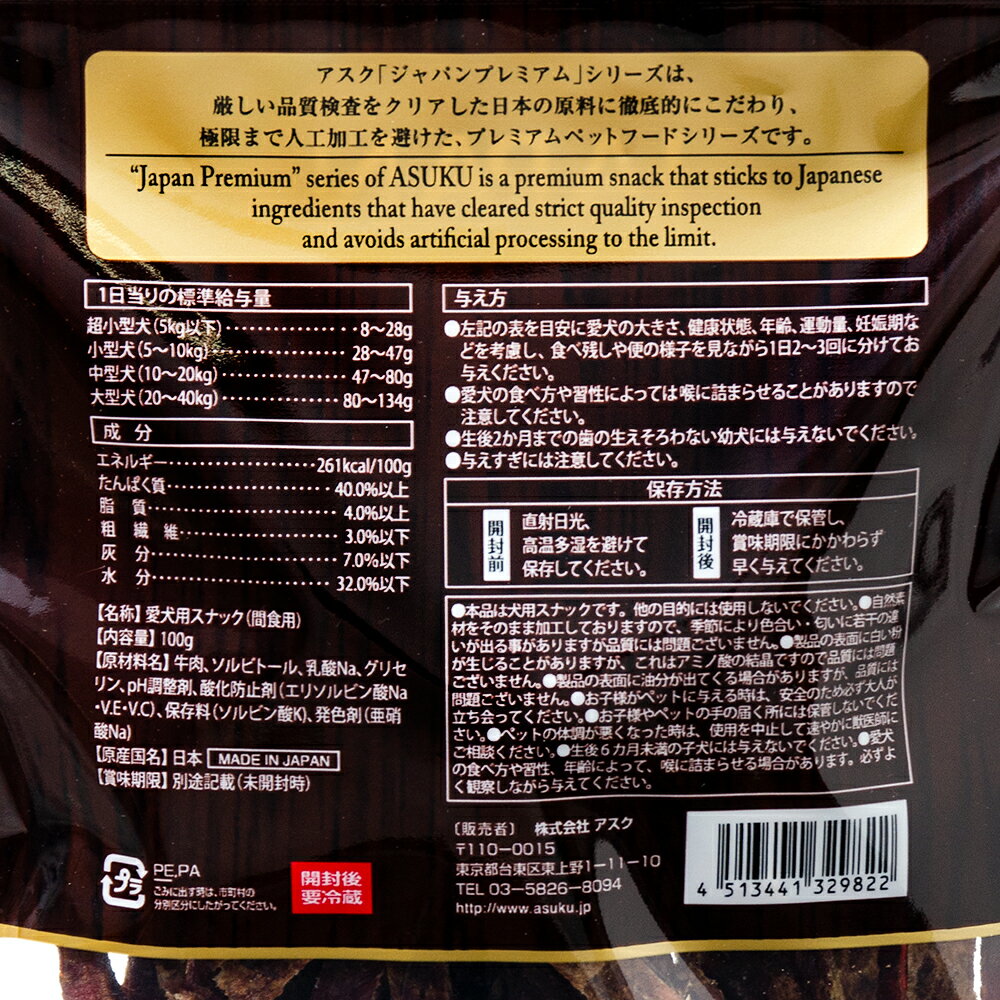 アスク「ジャパンプレミアム」シリーズは、
厳しい品質検査をクリアした日本の原料に徹底的にこだわり、
極限まで人工加工を避けた、プレミアムペットフードシリーズです。
“Japan Premium” series of ASUKU is a premium snack that sticks to Japanese
ingredients that have cleared strict quality inspection
and avoids artificial processing to the limit.
1日当りの標準給与量
超小型犬(5kg以下)‥‥‥‥8〜28g
小型犬(5〜10kg)‥‥‥‥28〜47g
中型犬(10〜20kg)‥‥‥‥47〜80g
大型犬(20〜40kg)‥‥‥‥80〜134g
成 分
エネルギー‥‥‥‥261kcal/100g
たんぱく質‥‥‥‥40.0%以上
脂 質‥‥‥‥4.0%以上
粗 繊 維‥‥‥‥3.0%以下
灰 分‥‥‥‥7.0%以下
水 分‥‥‥‥32.0%以下
【名称】愛犬用スナック(間食用)
【内容量】100g
【原材料名】牛肉、ソルビトール、乳酸Na、グリセ
リン、pH調整剤、酸化防止剤(エリソルビン酸Na
・V.E・V.C)、保存料(ソルビン酸K)、発色剤(亜硝
酸Na)
【原産国名】日本 MADE IN JAPAN
【賞味期限】別途記載(未開封時)
プラ
PE,PA
ごみに出す時は、市町村の
分別区分にしたがってください。
開封後
要冷蔵
与え方
●左記の表を目安に愛犬の大きさ、健康状態、年齢、運動量、妊娠期な
どを考慮し、食べ残しや便の様子を見ながら1日2〜3回に分けてお
与えください。
●愛犬の食べ方や習性によっては喉に詰まらせることがありますので
注意してください。
●生後2か月までの歯の生えそろわない幼犬には与えないでください。
●与えすぎには注意してください。
保存方法
開封前
直射日光、
高温多湿を避けて
保存してください。
開封後
冷蔵庫で保管し、
賞味期限にかかわらず
早く与えてください。
●本品は犬用スナックです。他の目的には使用しないでください。●自然素
材をそのまま加工しておりますので、季節により色合い・匂いに若干の違
いが出る事がありますが品質には問題ございません。●製品の表面に白い粉
が生じることがありますが、これはアミノ酸の結晶ですので品質には問題
ございません。●製品の表面に油分が出てくる場合がありますが、品質には
問題ございません。●お子様がペットに与える時は、安全のため必ず大人が
立ち会ってください。●お子様やペットの手の届く所には保管しないでくだ
さい。●ペットの体調が悪くなった時は、使用を中止して速やかに獣医師に
ご相談ください。●生後6カ月未満の子犬には与えないでください。●愛犬
の食べ方や習性、年齢によって、喉に詰まらせる場合があります。必ずよ
く観察しながら与えてください。
〔販売者〕 株式会社 アスク
〒110-0015
東京都台東区東上野1-11-10
TEL 03-5826-8094
http://www.asuku.jp
4 513441 329822